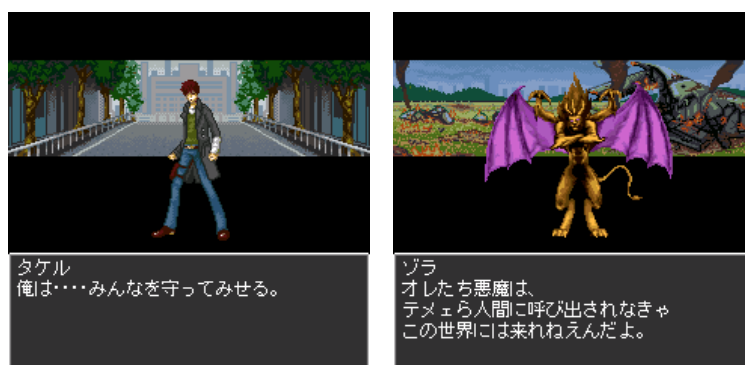 タケル
俺は････みんなを守ってみせる。
ゾラ
オレたち悪魔は、
テメェら人間に呼び出されなきゃ
この世界には来れねえんだよ。